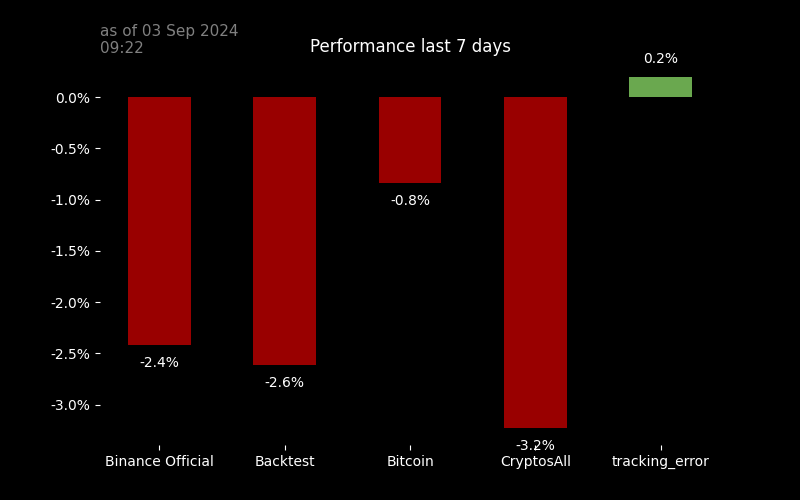 as of 03 Sep 2024
09:22
Performance last 7 days
0.2%
0.0%
-0.5%
-1.0%
-0.8%
-1.5%
-2.0%
-2.5%
-2.4%
-2.6%
-3.0%
-3.2%
Binance Official
Backtest
Bitcoin
CryptosAll
tracking_error